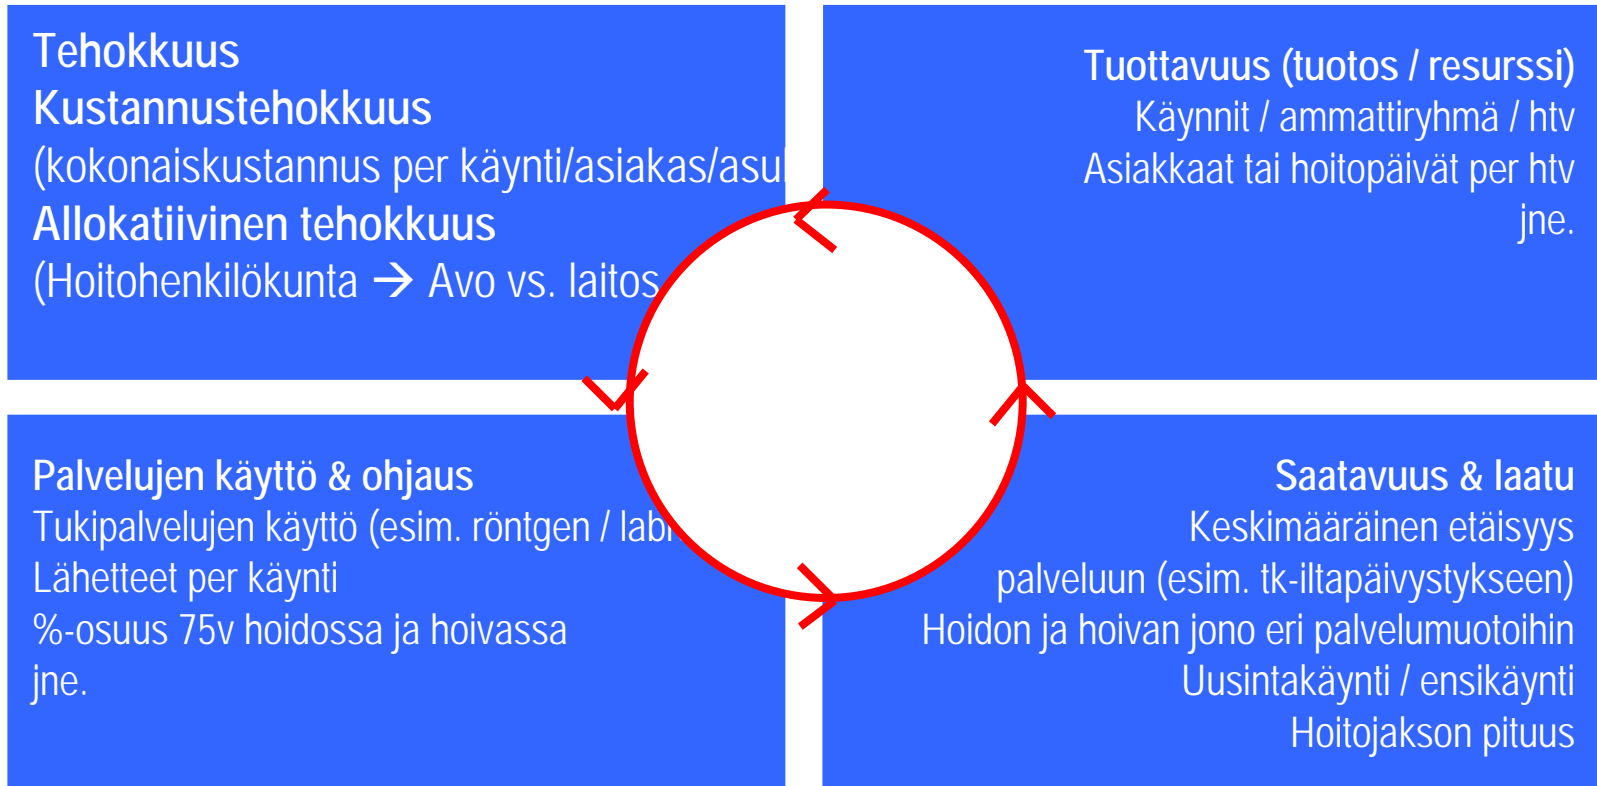 Tehokkuus
Kustannustehokkuus
(kokonaiskustannus per käynti/asiakas/asu
Allokatiivinen tehokkuus
(Hoitohenkilökunta → Avo vs. laitos
Tuottavuus (tuotos / resurssi)
Käynnit / ammattiryhmä / htv
Asiakkaat tai hoitopäivät per htv
jne.
Palvelujen käyttö & ohjaus
Tukipalvelujen käyttö (esim. röntgen / lab
Lähetteet per käynti
%-osuus 75v hoidossa ja hoivassa
jne.
Saatavuus & laatu
Keskimääräinen etäisyys
palveluun (esim. tk-iltapäivystykseen)
Hoidon ja hoivan jono eri palvelumuotoihin
Uusintakäynti / ensikäynti
Hoitojakson pituus